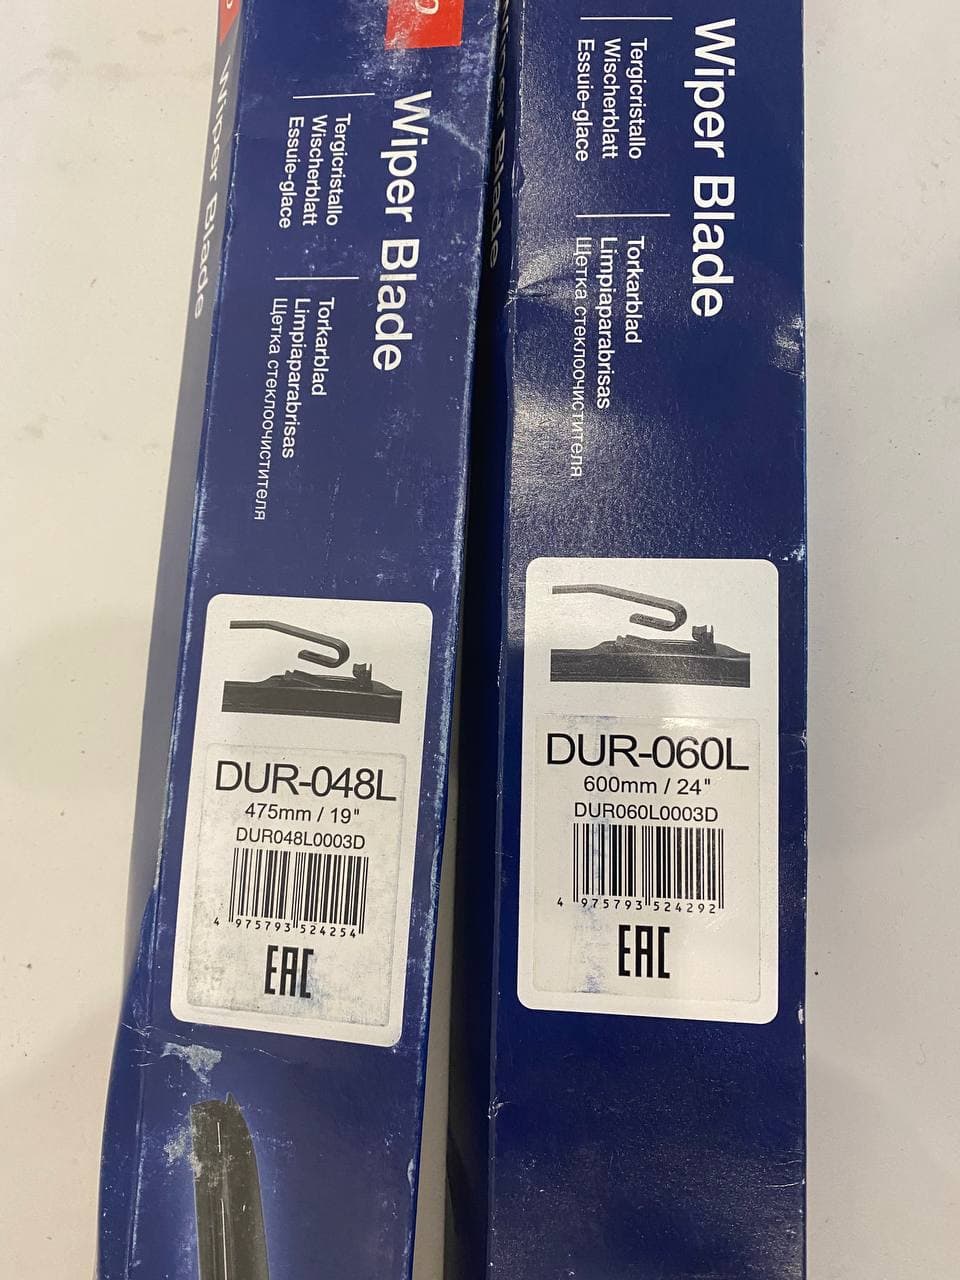 Wiper Blade
Tergicristallo
Wischerblatt
Essuie-glace
Torkarblad
Limpiaparabrisas
Щетка стеклоочистителя
Wiper Blade
DUR-048L
475mm / 19"
DUR048L0003D
4 975793 524254
EAC
Wiper Blade
Tergicristallo
Wischerblatt
Essuie-glace
Torkarblad
Limpiaparabrisas
Щетка стеклоочистителя
Wiper Blade
DUR-060L
600mm / 24"
DUR060L0003D
4 975793 524292
EAC